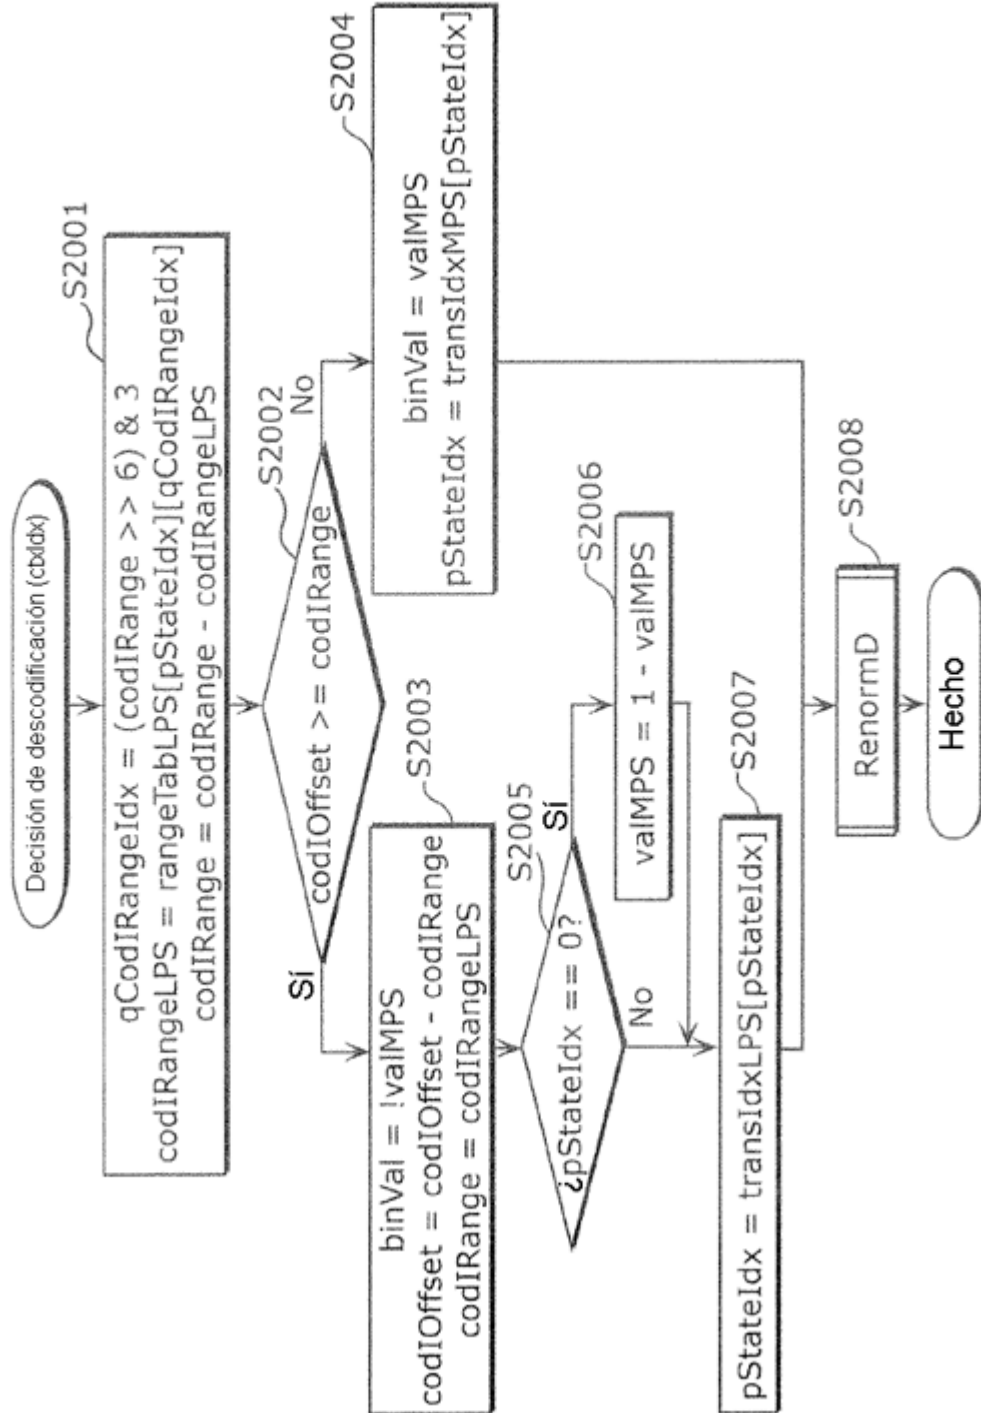 Decisión de descodificación (ctxIdx)
S2001
qCodIRangeIdx = (codIRange > > 6) & 3
codIRangeLPS = rangeTabLPS[pStateIdx][qCodIRangeIdx]
codIRange = codIRange - codIRangeLPS
S2002
codIOffset >= codIRange
Sí
No
S2003
binVal = !valMPS
codIOffset = codIOffset - codIRange
codIRange = codIRangeLPS
S2004
binVal = valMPS
pStateIdx = transIdxMPS[pStateIdx]
S2005
¿pStateIdx == 0?
Sí
No
S2006
valMPS = 1 - valMPS
S2007
pStateIdx = transIdxLPS[pStateIdx]
S2008
RenormD
Hecho